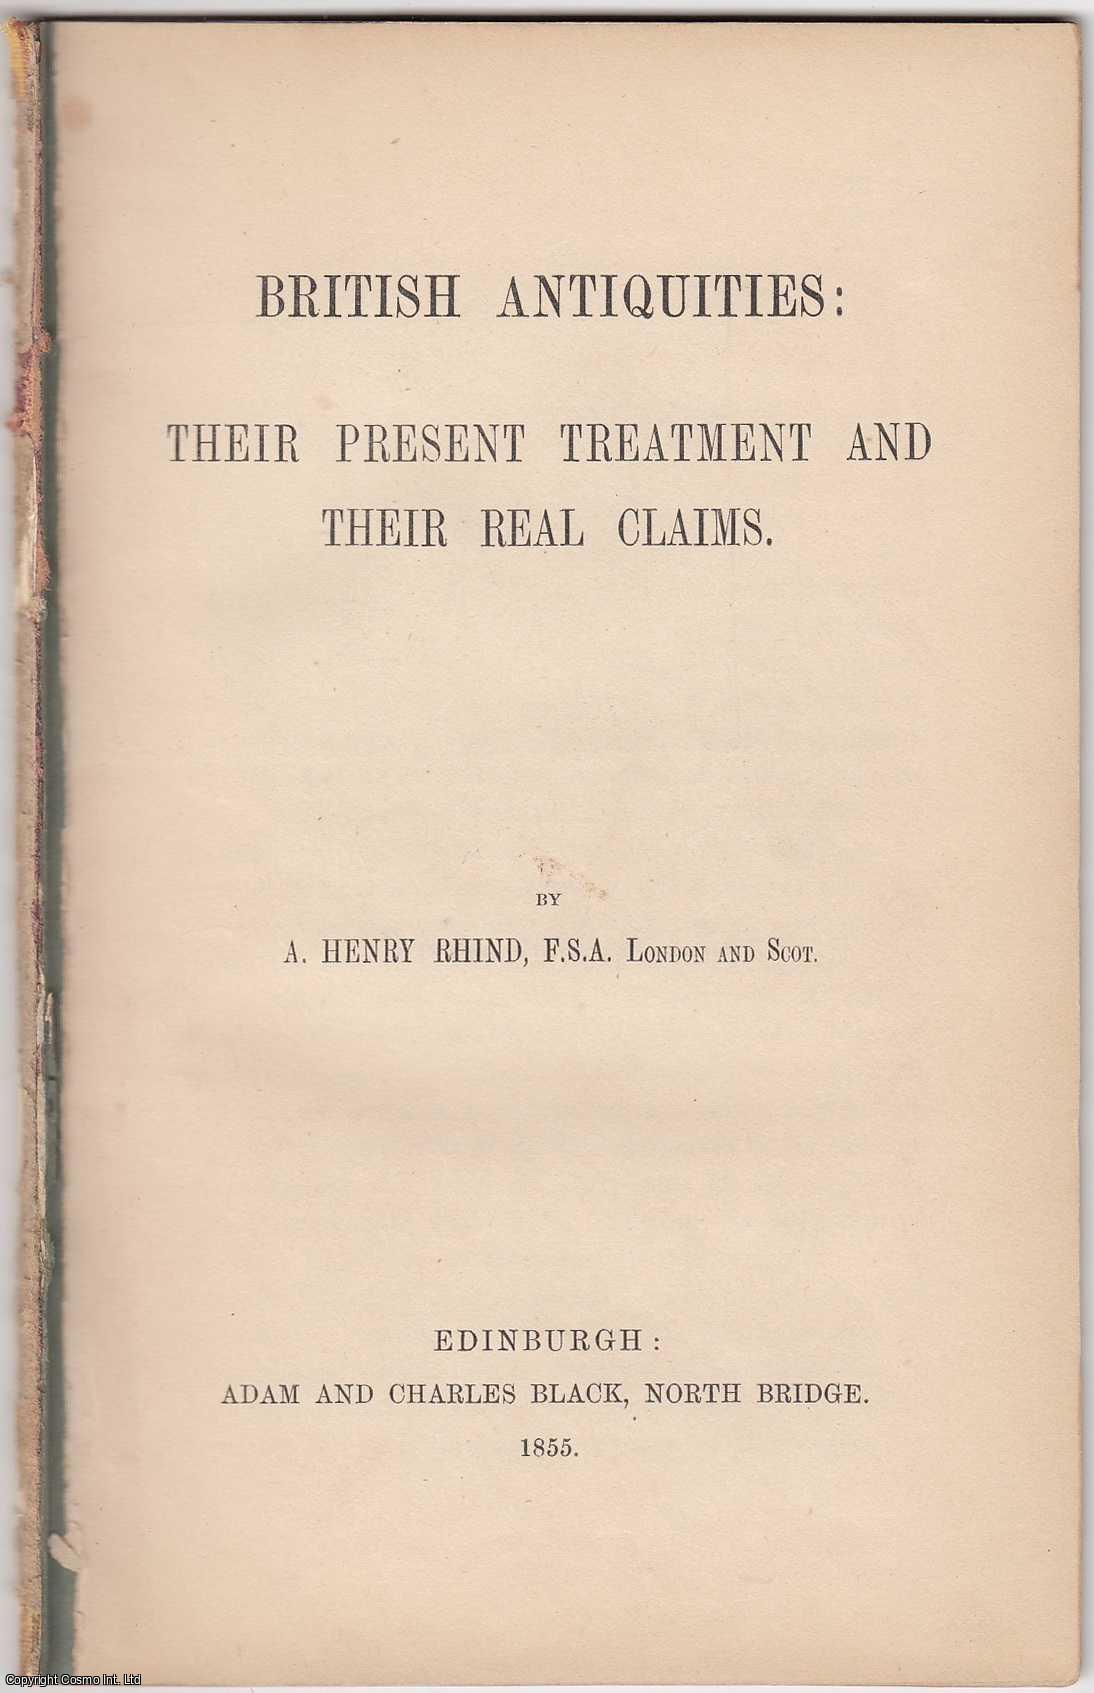 BRITISH ANTIQUITIES:
THEIR PRESENT TREATMENT AND
THEIR REAL CLAIMS.
BY
A. HENRY RHIND, F.S.A. LONDON AND SCOT.
EDINBURGH:
ADAM AND CHARLES BLACK, NORTH BRIDGE.
1855.
Copyright Cosmo Int. Ltd